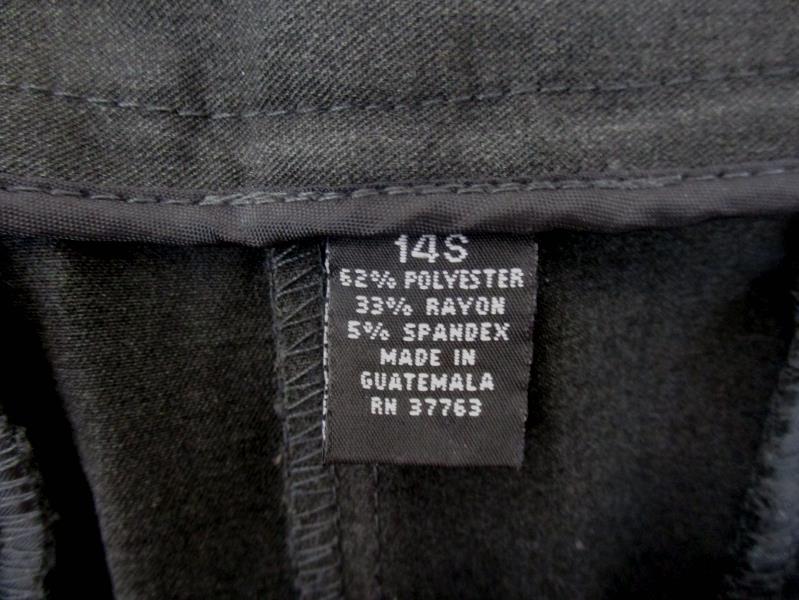 14S
62% POLYESTER
33% RAYON
5% SPANDEX
MADE IN
GUATEMALA
RN 37763